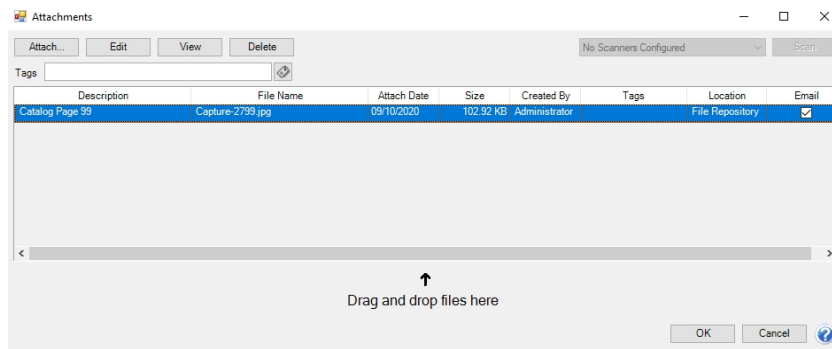 Attachments
Attach... Edit View Delete No Scanners Configured Scan
Tags
Description File Name Attach Date Size Created By Tags Location Email
Catalog Page 99 Capture-2799.jpg 09/10/2020 102.92 KB Administrator File Repository
Drag and drop files here
OK Cancel ?